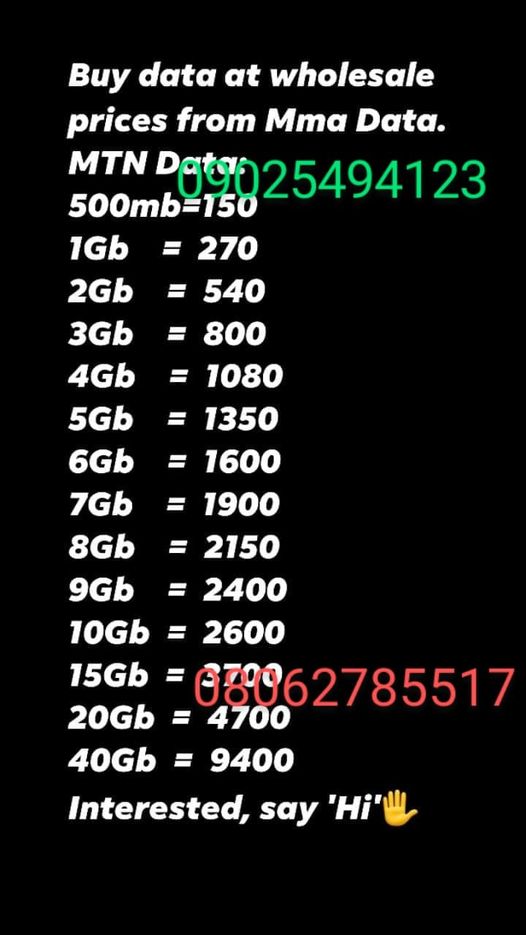 Buy data at wholesale
prices from Mma Data.
MTN Data:
09025494123
500mb=150
1Gb = 270
2Gb = 540
3Gb = 800
4Gb = 1080
5Gb = 1350
6Gb = 1600
7Gb = 1900
8Gb = 2150
9Gb = 2400
10Gb = 2600
15Gb = 3700
08062785517
20Gb = 4700
40Gb = 9400
Interested, say 'Hi'🤚